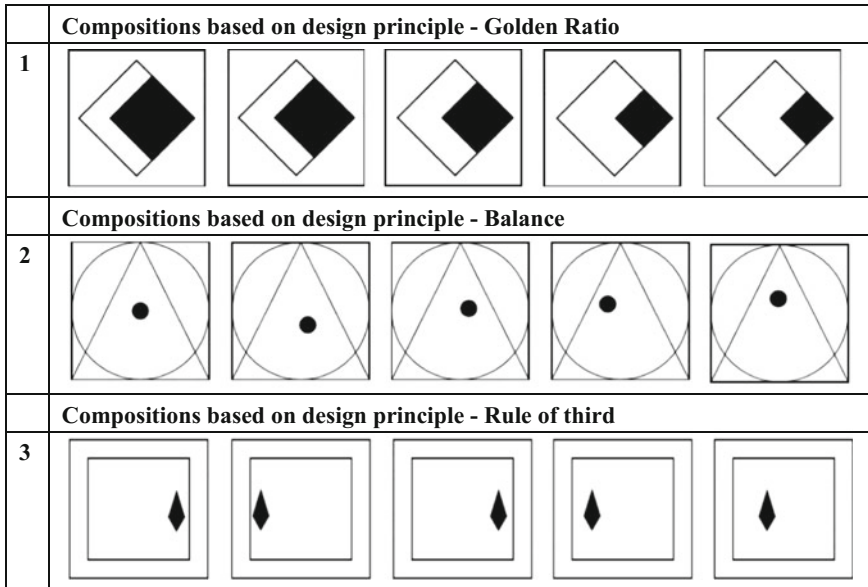 Compositions based on design principle - Golden Ratio
1
Compositions based on design principle - Balance
2
Compositions based on design principle - Rule of third
3